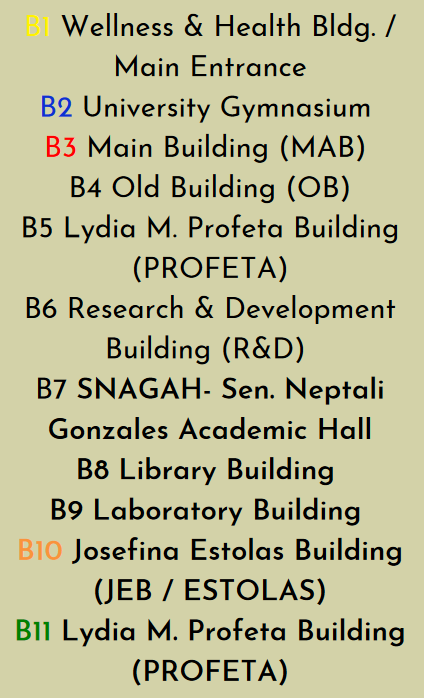 B1 Wellness & Health Bldg. /
Main Entrance
B2 University Gymnasium
B3 Main Building (MAB)
B4 Old Building (OB)
B5 Lydia M. Profeta Building
(PROFETA)
B6 Research & Development
Building (R&D)
B7 SNAGAH- Sen. Neptali
Gonzales Academic Hall
B8 Library Building
B9 Laboratory Building
B10 Josefina Estolas Building
(JEB / ESTOLAS)
B11 Lydia M. Profeta Building
(PROFETA)